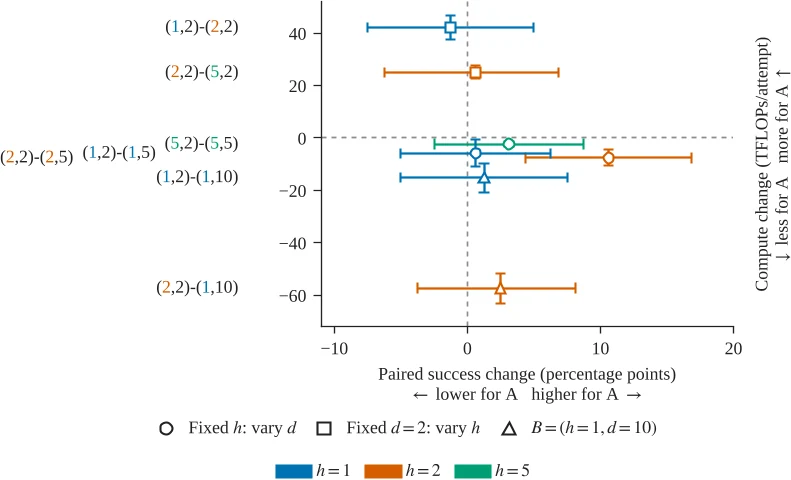 (1,2)-(2,2)
40
(2,2)-(5,2)
20
(5,2)-(5,5)
0
(2,2)-(2,5) (1,2)-(1,5)
(1,2)-(1,10)
−20
−40
(2,2)-(1,10)
−60
−10 0 10 20
Paired success change (percentage points)
← lower for A higher for A →
Compute change (TFLOPs/attempt)
↓ less for A more for A ↑
Fixed h: vary d Fixed d=2: vary h B=(h=1,d=10)
h=1 h=2 h=5